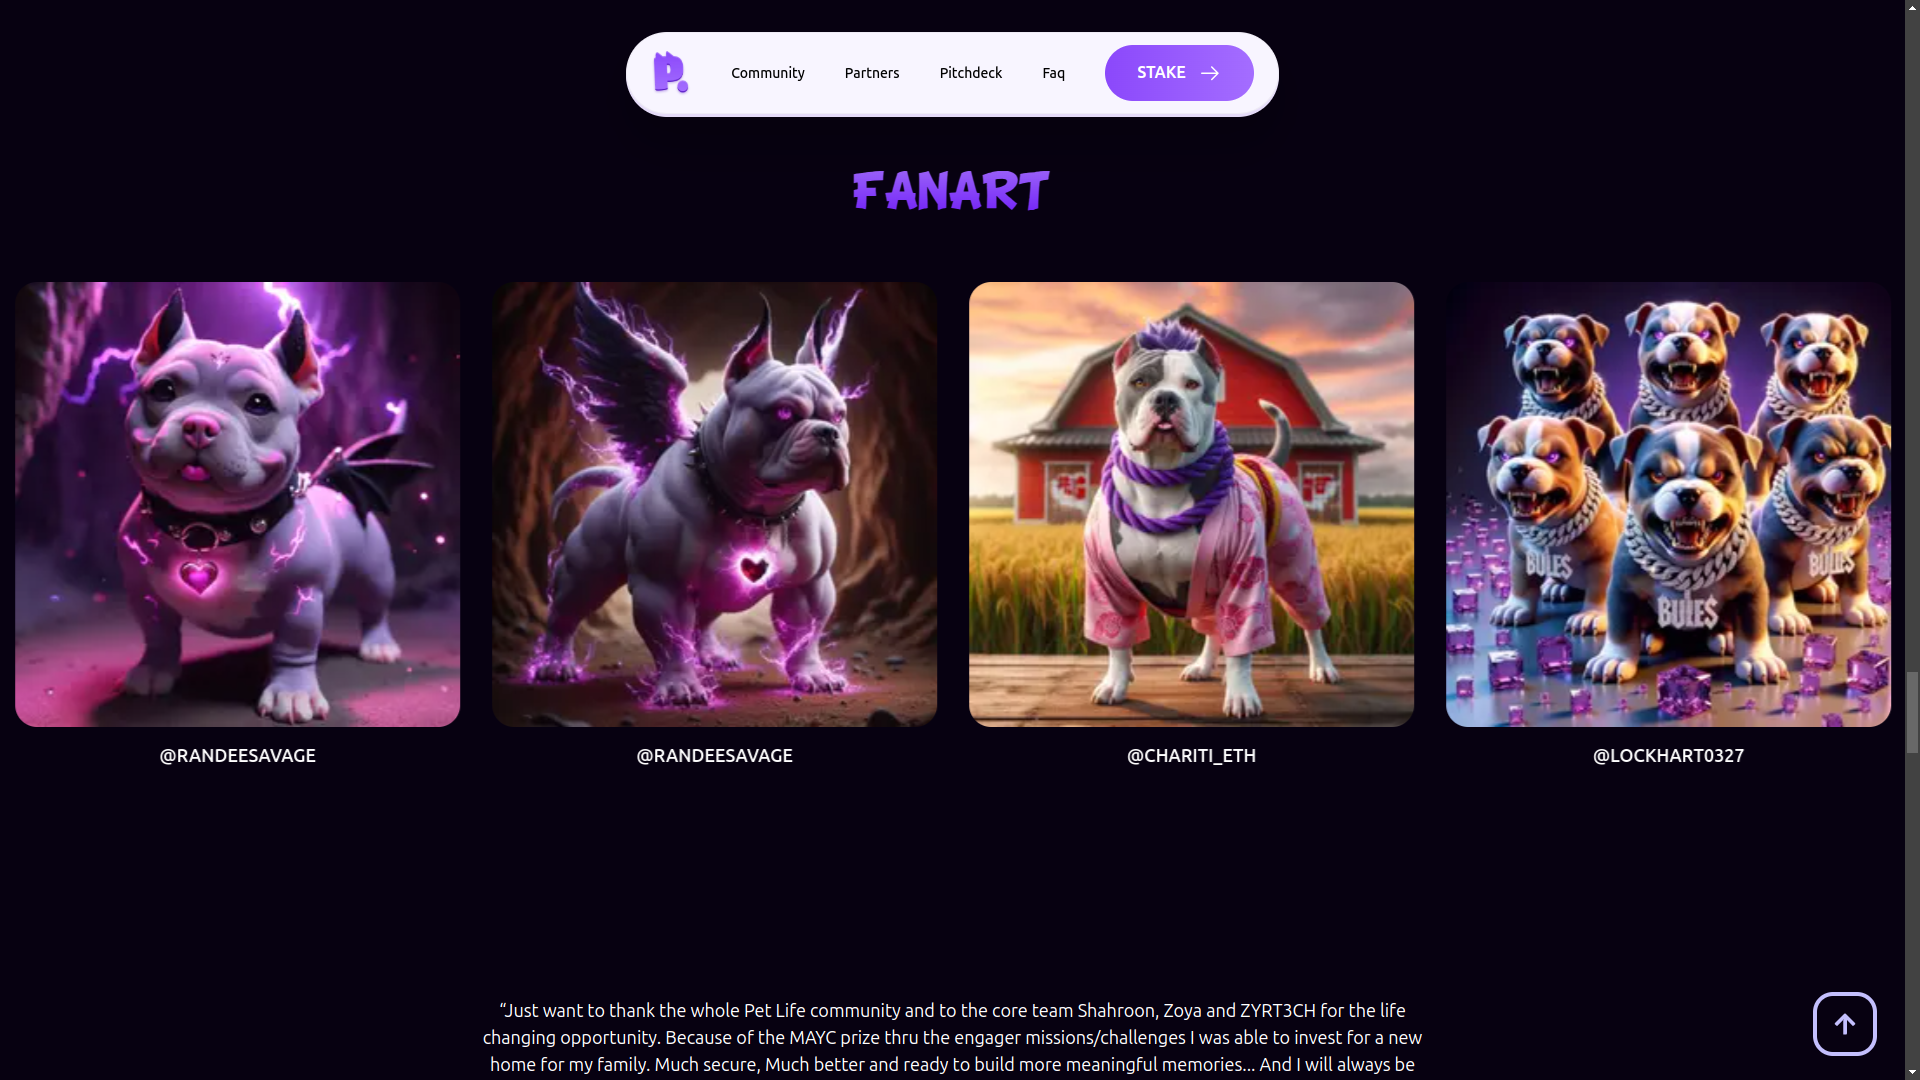 P.
Community
Partners
Pitchdeck
Faq
STAKE
FANART
BULES
BULES
BULE$
@RANDEESAVAGE
@RANDEESAVAGE
@CHARITI_ETH
@LOCKHART0327
“Just want to thank the whole Pet Life community and to the core team Shahroon, Zoya and ZYRT3CH for the life
changing opportunity. Because of the MAYC prize thru the engager missions/challenges I was able to invest for a new
home for my family. Much secure, Much better and ready to build more meaningful memories... And I will always be